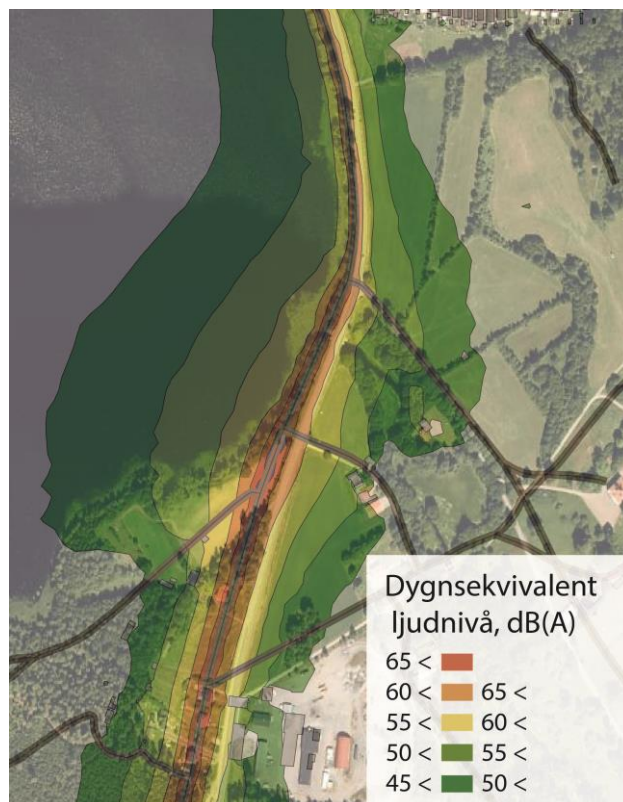 Dygnsekvivalent
ljudnivå, dB(A)
65 <
60 < 65 <
55 < 60 <
50 < 55 <
45 < 50 <